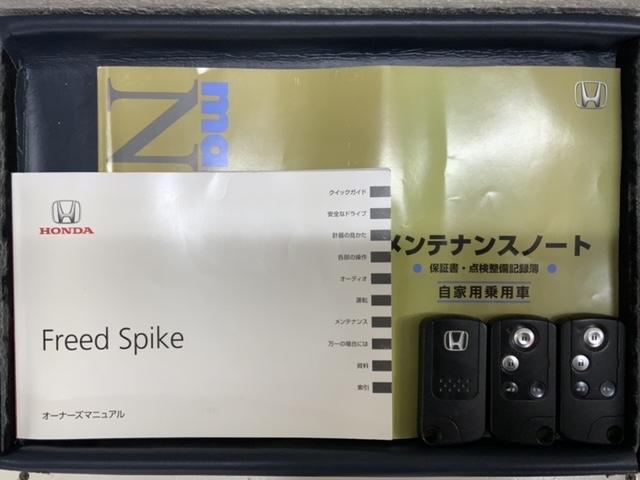 ma
N
メンテナンスノート
保証書・点検整備記録簿
自家用乗用車
HONDA
Freed Spike
オーナーズマニュアル
クイックガイド
安全なドライブ
計器の見かた
各部の操作
オーディオ
運転
メンテナンス
万一の場合には
資料
索引